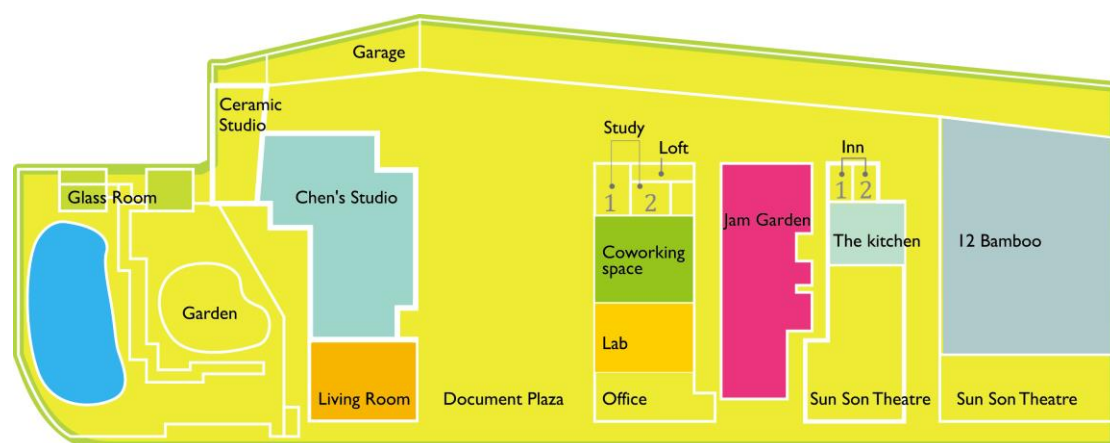 Garage
Ceramic
Studio
Study
Loft
Inn
1
2
1 2
Glass Room
Chen's Studio
Jam Garden
The kitchen
12 Bamboo
Coworking
space
Garden
Lab
Living Room
Document Plaza
Office
Sun Son Theatre
Sun Son Theatre